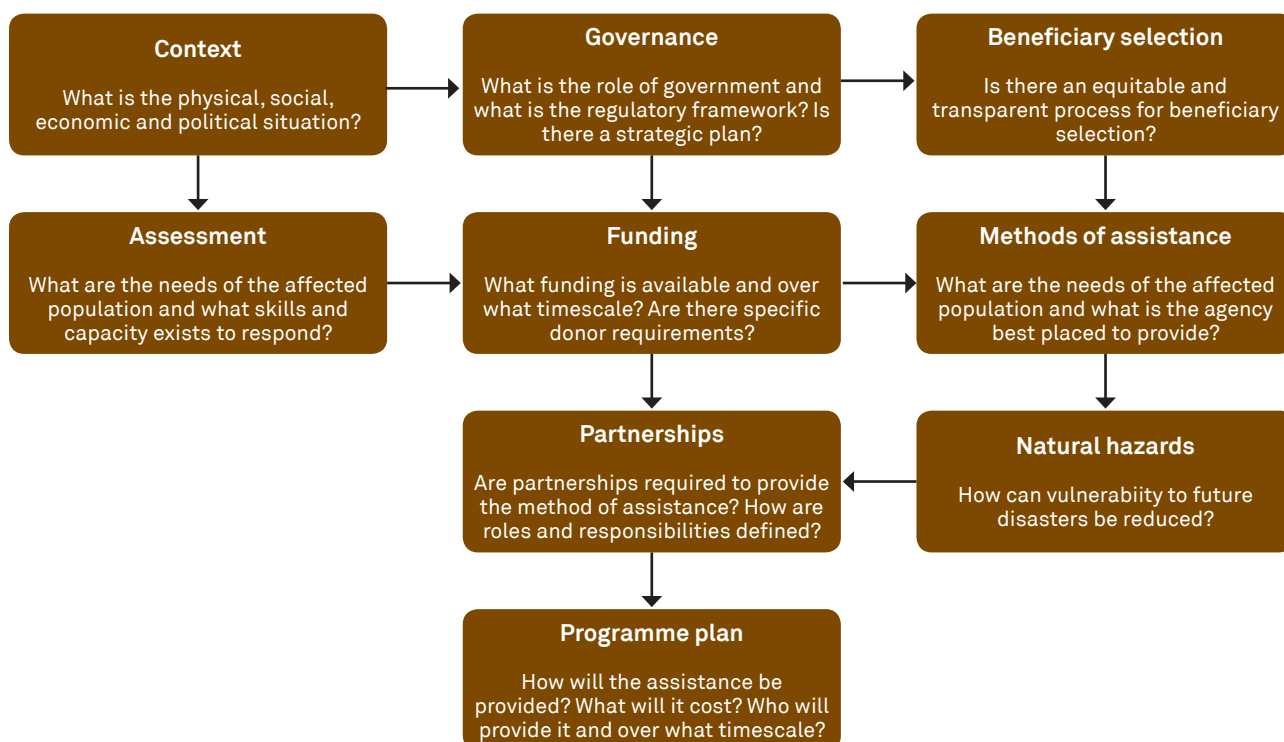 Context
What is the physical, social,
economic and political situation?
Governance
What is the role of government and
what is the regulatory framework? Is
there a strategic plan?
Beneficiary selection
Is there an equitable and
transparent process for beneficiary
selection?
Assessment
What are the needs of the affected
population and what skills and
capacity exists to respond?
Funding
What funding is available and over
what timescale? Are there specific
donor requirements?
Methods of assistance
What are the needs of the affected
population and what is the agency
best placed to provide?
Partnerships
Are partnerships required to provide
the method of assistance? How are
roles and responsibilities defined?
Natural hazards
How can vulnerabiity to future
disasters be reduced?
Programme plan
How will the assistance be
provided? What will it cost? Who will
provide it and over what timescale?